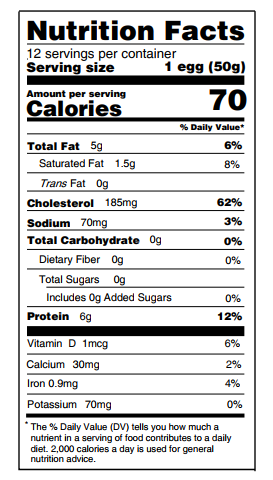 Nutrition Facts
12 servings per container
Serving size 1 egg (50g)
Amount per serving
Calories 70
% Daily Value*
Total Fat 5g 6%
Saturated Fat 1.5g 8%
Trans Fat 0g
Cholesterol 185mg 62%
Sodium 70mg 3%
Total Carbohydrate 0g 0%
Dietary Fiber 0g 0%
Total Sugars 0g
Includes 0g Added Sugars 0%
Protein 6g 12%
Vitamin D 1mcg 6%
Calcium 30mg 2%
Iron 0.9mg 4%
Potassium 70mg 0%
* The % Daily Value (DV) tells you how much a
nutrient in a serving of food contributes to a daily
diet. 2,000 calories a day is used for general
nutrition advice.